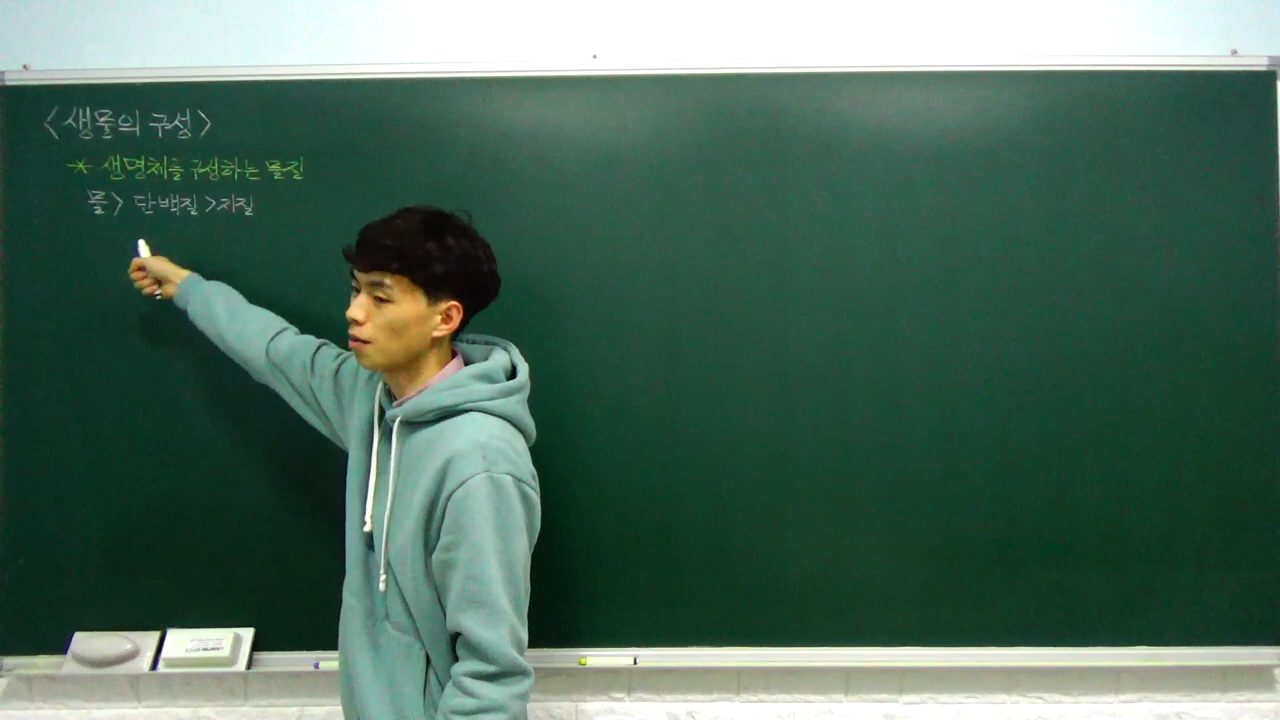 <생물의 구성>
* 생명체를 구성하는 물질
물> 단백질 >지질